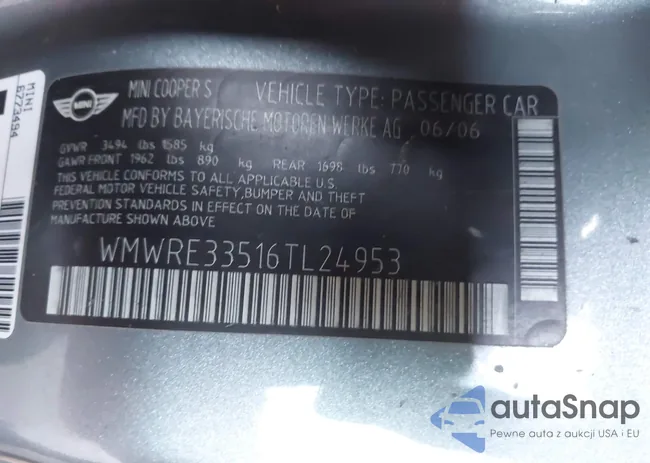 MINI
MINI COOPER S VEHICLE TYPE: PASSENGER CAR
MFD BY BAYERISCHE MOTOREN WERKE AG 06/06
GVWR 3494 lbs 1585 kg
GAWR FRONT 1962 lbs 890 kg REAR 1698 lbs 770 kg
THIS VEHICLE CONFORMS TO ALL APPLICABLE U.S.
FEDERAL MOTOR VEHICLE SAFETY,BUMPER AND THEFT
PREVENTION STANDARDS IN EFFECT ON THE DATE OF
MANUFACTURE SHOWN ABOVE.
WMWRE33516TL24953
MINI
6223494
autaSnap
Pewne auta z aukcji USA i EU